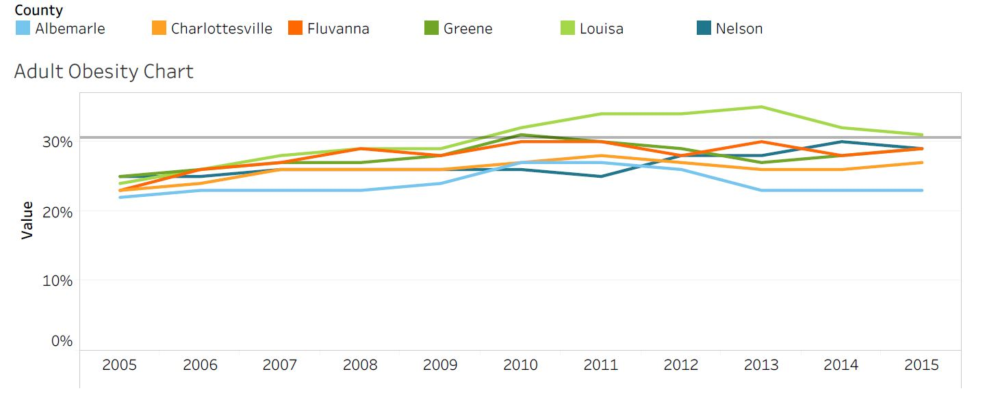 County
Albemarle Charlottesville Fluvanna Greene Louisa Nelson
Adult Obesity Chart
30%
20%
Value
10%
0%
2005 2006 2007 2008 2009 2010 2011 2012 2013 2014 2015